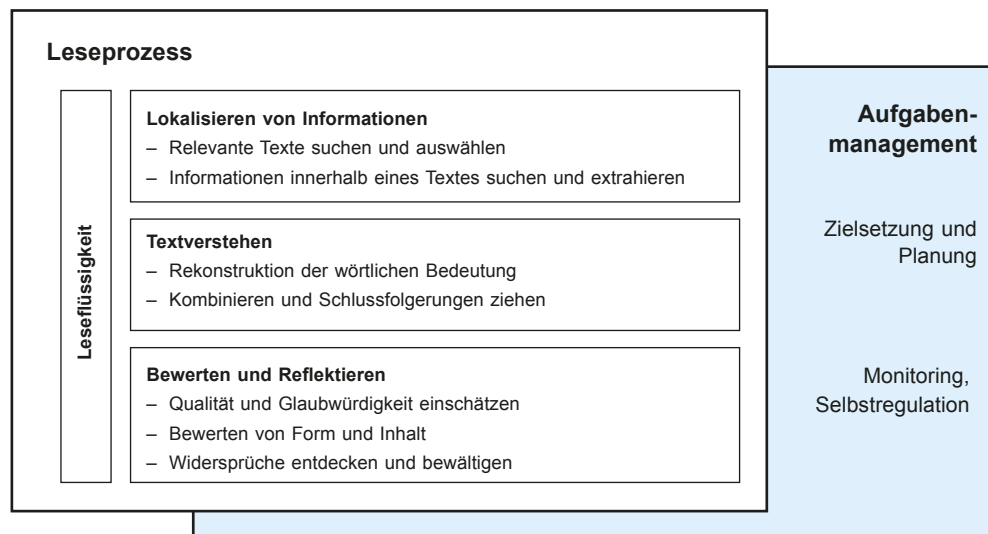 Leseprozess
Leseflüssigkeit
Lokalisieren von Informationen
– Relevante Texte suchen und auswählen
– Informationen innerhalb eines Textes suchen und extrahieren
Textverstehen
– Rekonstruktion der wörtlichen Bedeutung
– Kombinieren und Schlussfolgerungen ziehen
Bewerten und Reflektieren
– Qualität und Glaubwürdigkeit einschätzen
– Bewerten von Form und Inhalt
– Widersprüche entdecken und bewältigen
Aufgaben-
management
Zielsetzung und
Planung
Monitoring,
Selbstregulation